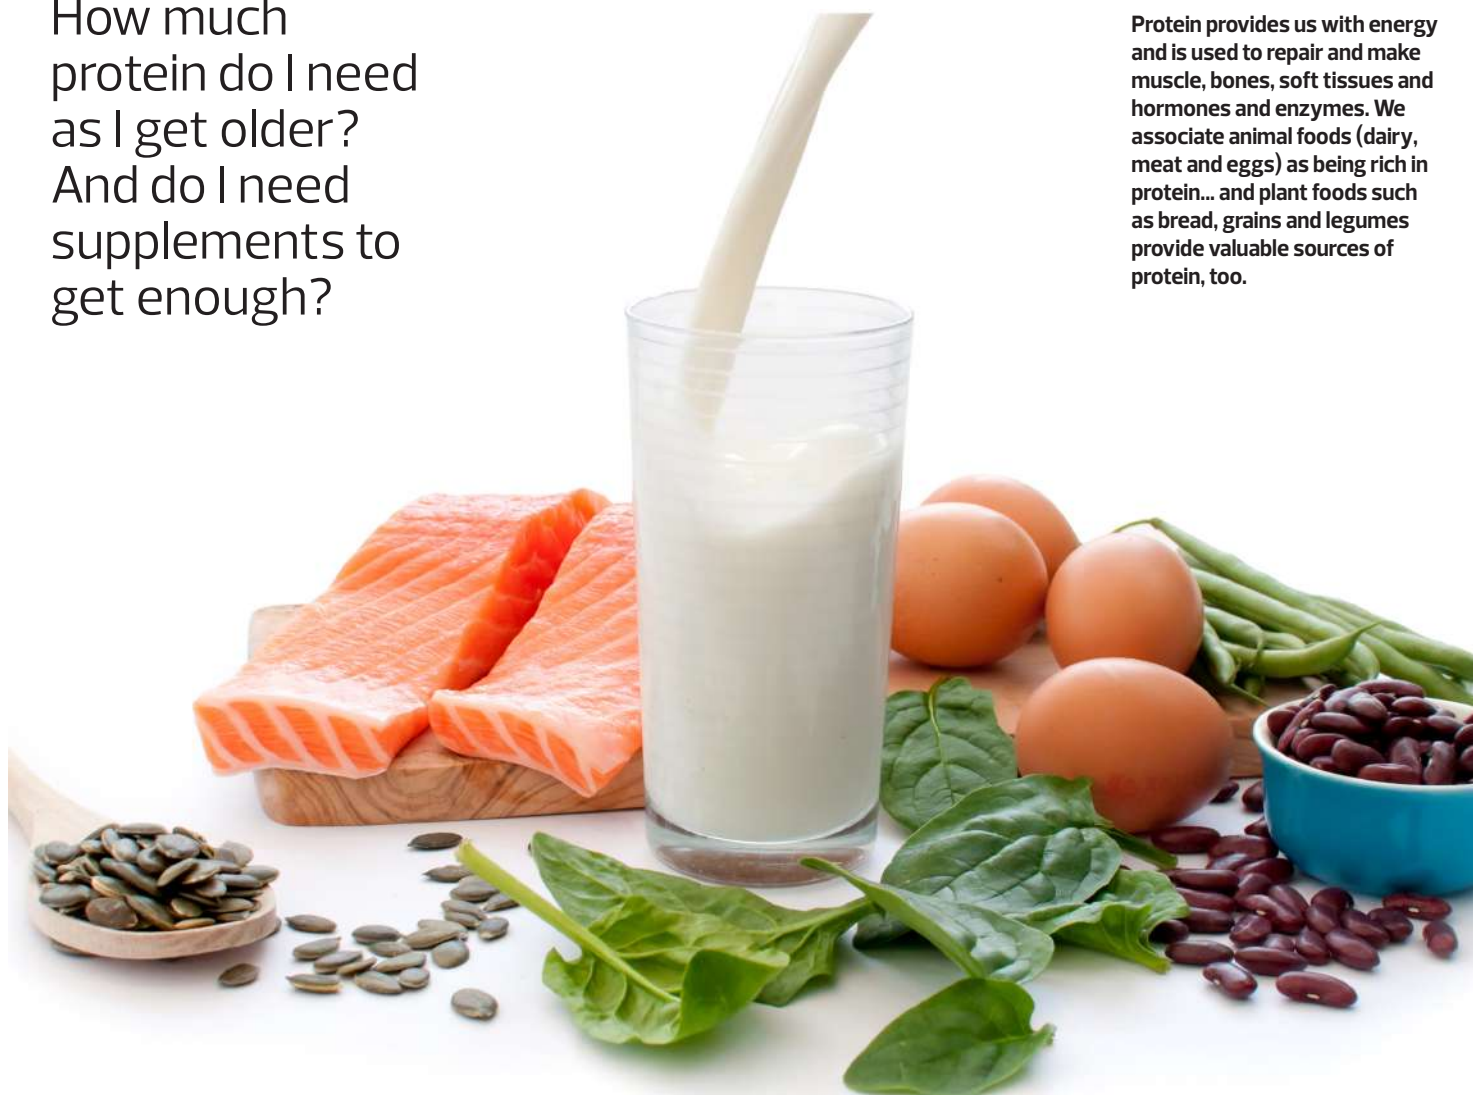 How much
protein do I need
as I get older?
And do I need
supplements to
get enough?
Protein provides us with energy
and is used to repair and make
muscle, bones, soft tissues and
hormones and enzymes. We
associate animal foods (dairy,
meat and eggs) as being rich in
protein... and plant foods such
as bread, grains and legumes
provide valuable sources of
protein, too.